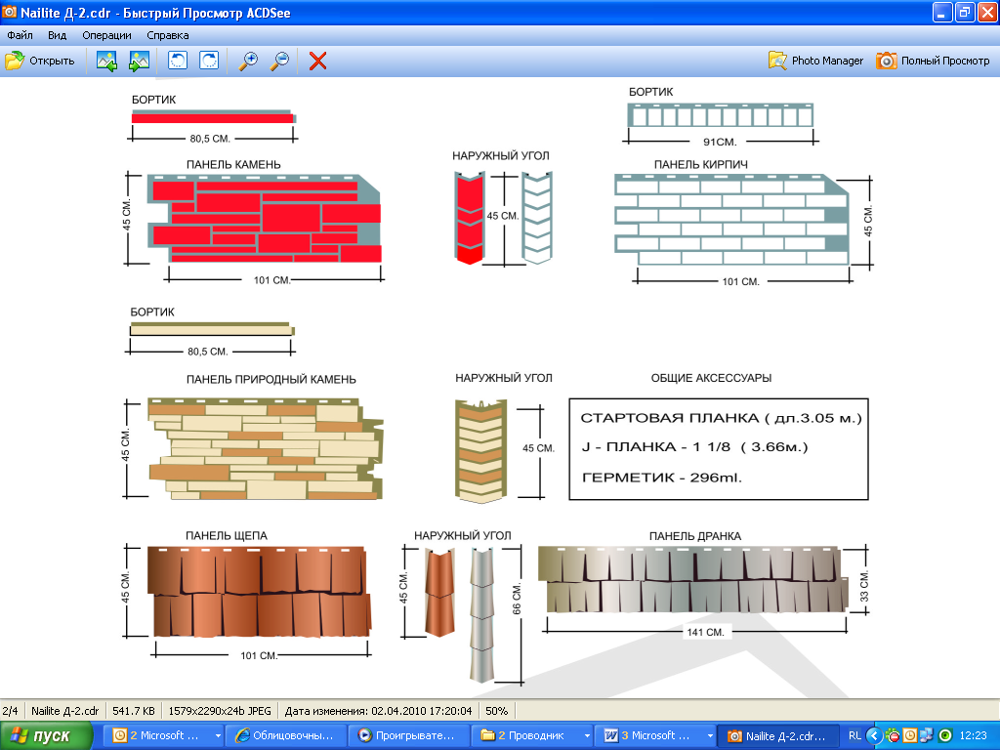 Nailite Д-2.cdr - Быстрый Просмотр ACDSee
Файл Вид Операции Справка
Открыть Photo Manager Полный Просмотр
БОРТИК
80,5 СМ.
БОРТИК
91СМ.
ПАНЕЛЬ КАМЕНЬ
45 СМ.
101 СМ.
НАРУЖНЫЙ УГОЛ
45 СМ.
ПАНЕЛЬ КИРПИЧ
45 СМ.
101 СМ.
БОРТИК
80,5 СМ.
ПАНЕЛЬ ПРИРОДНЫЙ КАМЕНЬ
45 СМ.
НАРУЖНЫЙ УГОЛ
45 СМ.
ОБЩИЕ АКСЕССУАРЫ
СТАРТОВАЯ ПЛАНКА ( дл.3.05 м.)
J - ПЛАНКА - 1 1/8 ( 3.66м.)
ГЕРМЕТИК - 296ml.
ПАНЕЛЬ ЩЕПА
45 СМ.
101 СМ.
НАРУЖНЫЙ УГОЛ
45 СМ.
66 СМ.
ПАНЕЛЬ ДРАНКА
33 СМ.
141 СМ.
2/4 Nailite Д-2.cdr 541.7 KB 1579x2290x24b JPEG Дата изменения: 02.04.2010 17:20:04 50%
пуск 2 Microsoft ... Облицовочны... Проигрывате... 2 Проводник 3 Microsoft ... Nailite Д-2.cdr... RL 12:23